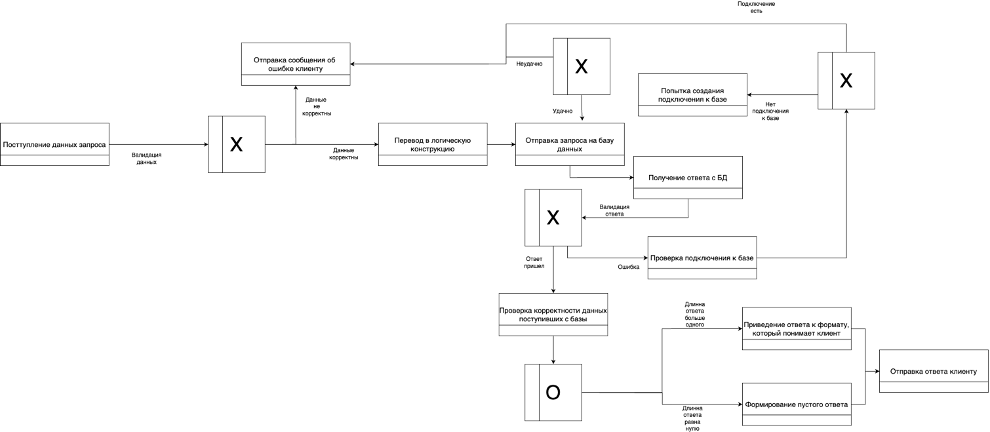 Подключение
есть
Отправка сообщения об
ошибке клиенту
Неудачно
X
X
Попытка создания
подключения к базе
Данные
не
корректны
Удачно
Нет
подключения
к базе
Посттупление данных запроса
Валидация
данных
X
Данные
корректны
Перевод в логическую
конструкцию
Отправка запроса на базу
данных
Получение ответа с БД
X
Валидация
ответа
Ответ
пришел
Ошибка
Проверка подключения к базе
Проверка корректности данных
поступивших с базы
Длинна
ответа
больше
одного
Приведение ответа к формату,
который понимает клиент
Отправка ответа клиенту
O
Формирование пустого ответа
Длинна
ответа
разна
нулю